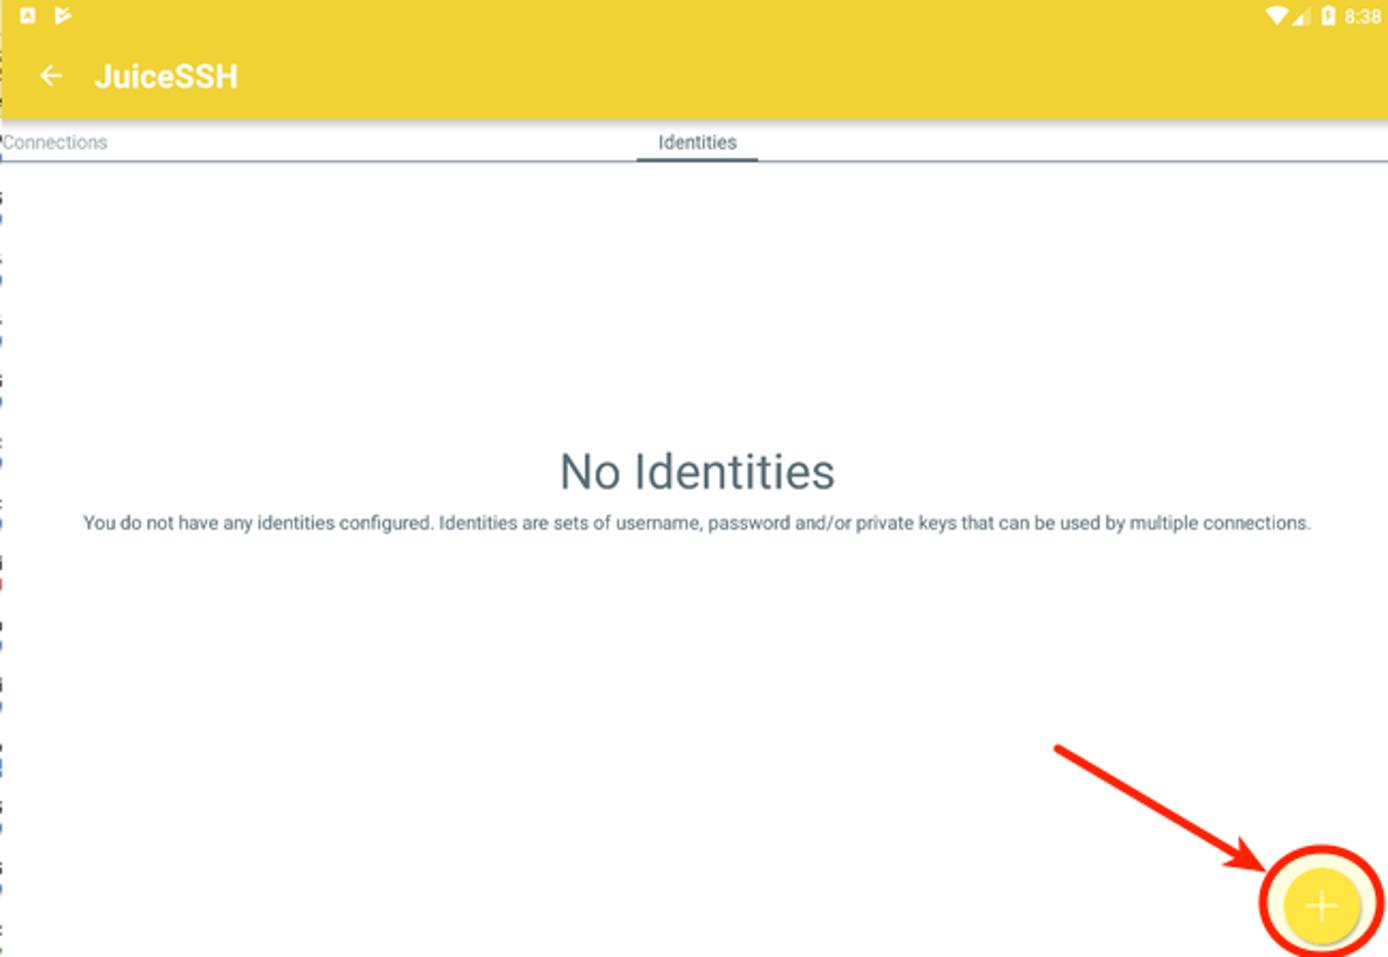 8:38
JuiceSSH
Connections
Identities
No Identities
You do not have any identities configured. Identities are sets of username, password and/or private keys that can be used by multiple connections.